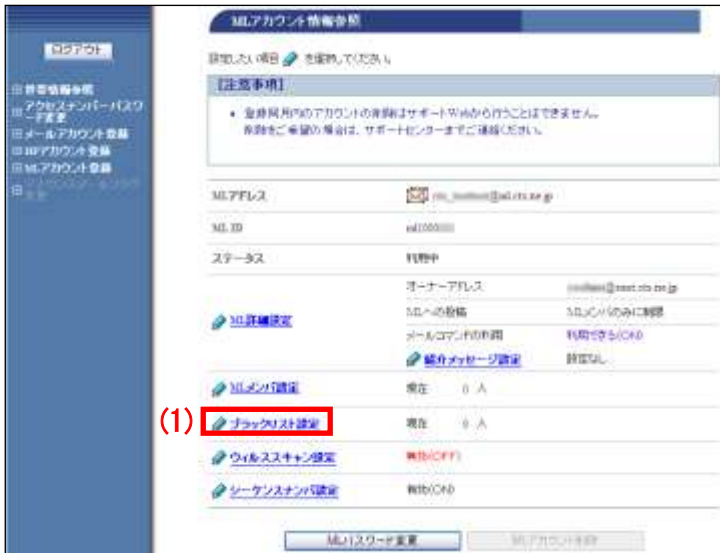 MLアカウント情報参照
ログアウト
設定したい項目 を選択してください。
【注意事項】
登録同月内のアカウントの削除はサポートWebから行うことはできません。
削除をご希望の場合は、サポートセンターまでご連絡ください。
契約者情報参照
アクセスナンバー・パスワ
ード変更
メールアカウント登録
HPアカウント登録
MLアカウント登録
変更
MLアドレス
ML ID
ステータス 利用中
オーナーアドレス
ML詳細設定
MLへの投稿 MLメンバのみに制限
メールコマンドの利用 利用できる(ON)
紹介メッセージ設定 設定なし
MLメンバ設定 現在 0 人
(1) ブラックリスト設定 現在 0 人
ウィルススキャン設定 無効(OFF)
シーケンスナンバ設定 有効(ON)
MLパスワード変更 MLアカウント削除